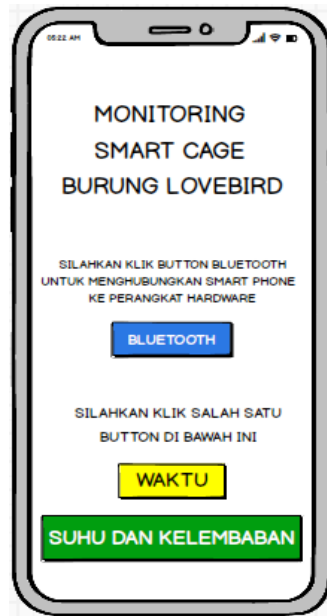 05:22 AM
MONITORING
SMART CAGE
BURUNG LOVEBIRD
SILAHKAN KLIK BUTTON BLUETOOTH
UNTUK MENGHUBUNGKAN SMART PHONE
KE PERANGKAT HARDWARE
BLUETOOTH
SILAHKAN KLIK SALAH SATU
BUTTON DI BAWAH INI
WAKTU
SUHU DAN KELEMBABAN